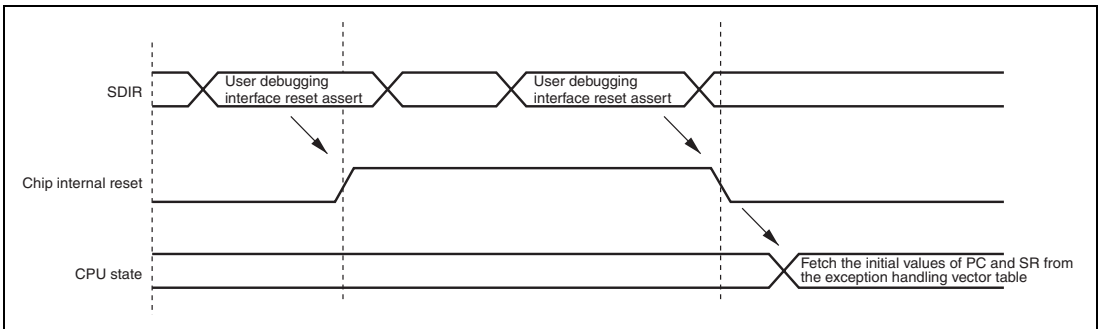 SDIR
User debugging
interface reset assert
User debugging
interface reset assert
Chip internal reset
CPU state
Fetch the initial values of PC and SR from
the exception handling vector table